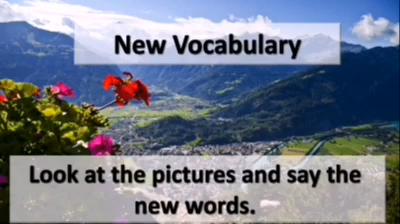 New Vocabulary
Look at the pictures and say the
new words.